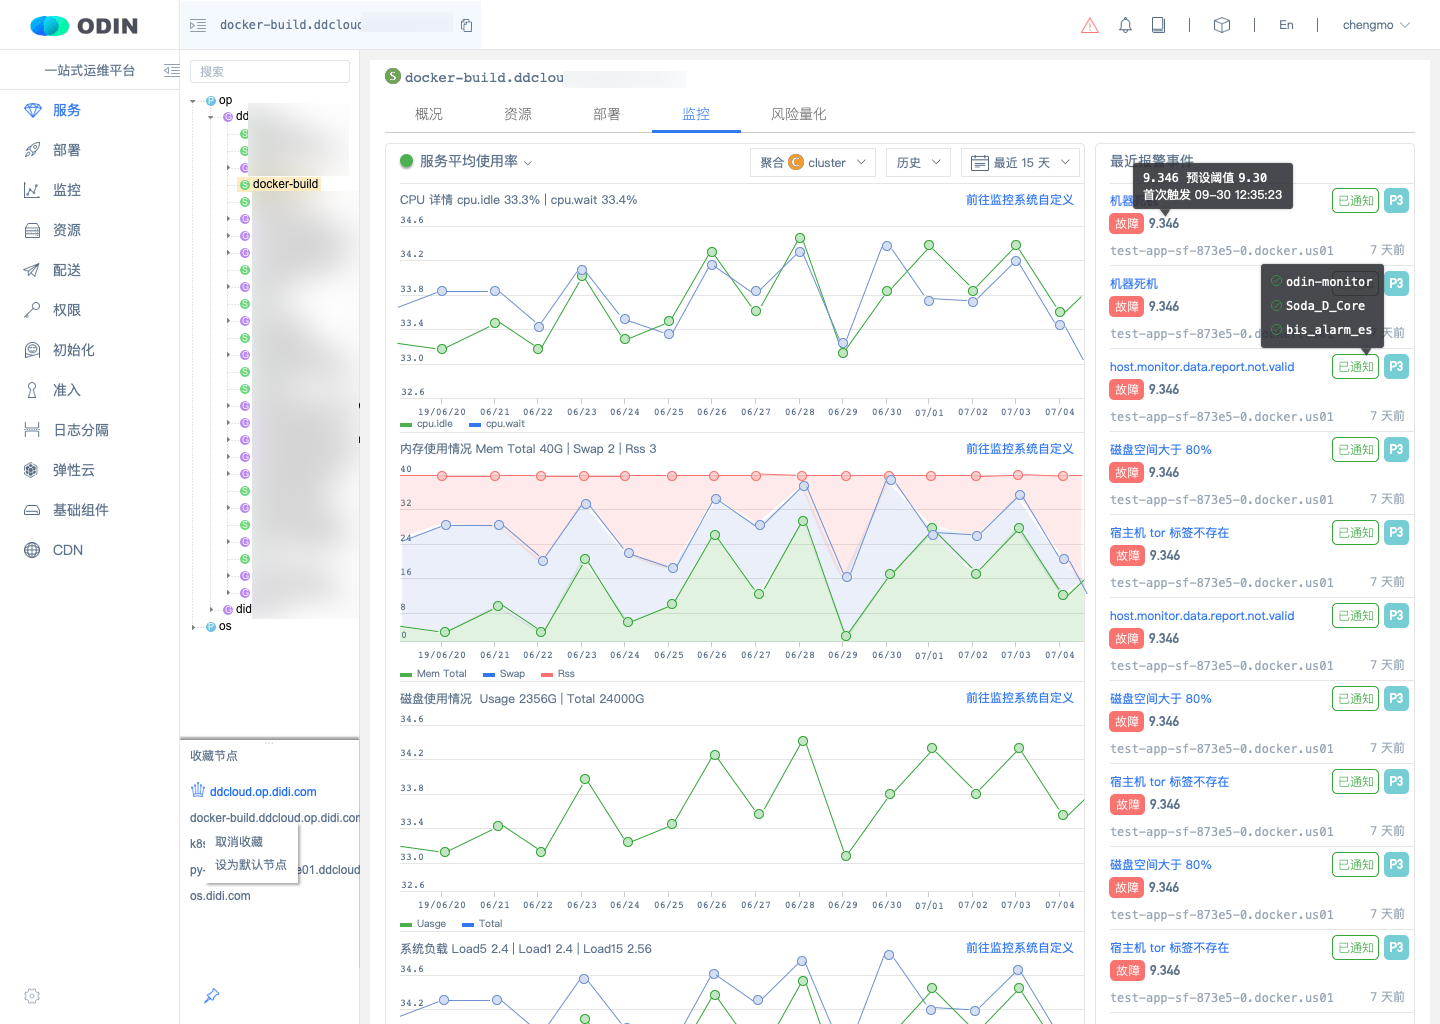 ODIN
docker-build.ddcloud
En
chengmo
一站式运维平台
服务
部署
监控
资源
配送
权限
初始化
准入
日志分隔
弹性云
基础组件
CDN
搜索
op
dd
docker-build
did
os
收藏节点
ddcloud.op.didi.com
docker-build.ddcloud.op.didi.com
k8s
取消收藏
设为默认节点
py-
e01.ddcloud
os.didi.com
docker-build.ddclou
概况
资源
部署
监控
风险量化
服务平均使用率
聚合 cluster
历史
最近 15 天
CPU 详情 cpu.idle 33.3% | cpu.wait 33.4%
前往监控系统自定义
34.6
34.2
33.8
33.4
33.0
32.6
19/06/20 06/21 06/22 06/23 06/24 06/25 06/26 06/27 06/28 06/29 06/30 07/01 07/02 07/03 07/04
cpu.idle cpu.wait
内存使用情况 Mem Total 40G | Swap 2 | Rss 3
前往监控系统自定义
40
32
24
16
8
0
19/06/20 06/21 06/22 06/23 06/24 06/25 06/26 06/27 06/28 06/29 06/30 07/01 07/02 07/03 07/04
Mem Total Swap Rss
磁盘使用情况 Usage 2356G | Total 24000G
前往监控系统自定义
34.6
34.2
33.8
33.4
33.0
32.6
19/06/20 06/21 06/22 06/23 06/24 06/25 06/26 06/27 06/28 06/29 06/30 07/01 07/02 07/03 07/04
Uasge Total
系统负载 Load5 2.4 | Load1 2.4 | Load15 2.56
前往监控系统自定义
34.6
34.2
最近报警事件
9.346 预设阈值 9.30
首次触发 09-30 12:35:23
机器死机
已通知 P3
故障 9.346
test-app-sf-873e5-0.docker.us01 7 天前
机器死机
P3
故障 9.346
test-app-sf-873e5-0.docker.us01 7 天前
odin-monitor
Soda_D_Core
bis_alarm_es
host.monitor.data.report.not.valid
已通知 P3
故障 9.346
test-app-sf-873e5-0.docker.us01 7 天前
磁盘空间大于 80%
已通知 P3
故障 9.346
test-app-sf-873e5-0.docker.us01 7 天前
宿主机 tor 标签不存在
已通知 P3
故障 9.346
test-app-sf-873e5-0.docker.us01 7 天前
host.monitor.data.report.not.valid
已通知 P3
故障 9.346
test-app-sf-873e5-0.docker.us01 7 天前
磁盘空间大于 80%
已通知 P3
故障 9.346
test-app-sf-873e5-0.docker.us01 7 天前
宿主机 tor 标签不存在
已通知 P3
故障 9.346
test-app-sf-873e5-0.docker.us01 7 天前
磁盘空间大于 80%
已通知 P3
故障 9.346
test-app-sf-873e5-0.docker.us01 7 天前
宿主机 tor 标签不存在
已通知 P3
故障 9.346
test-app-sf-873e5-0.docker.us01 7 天前